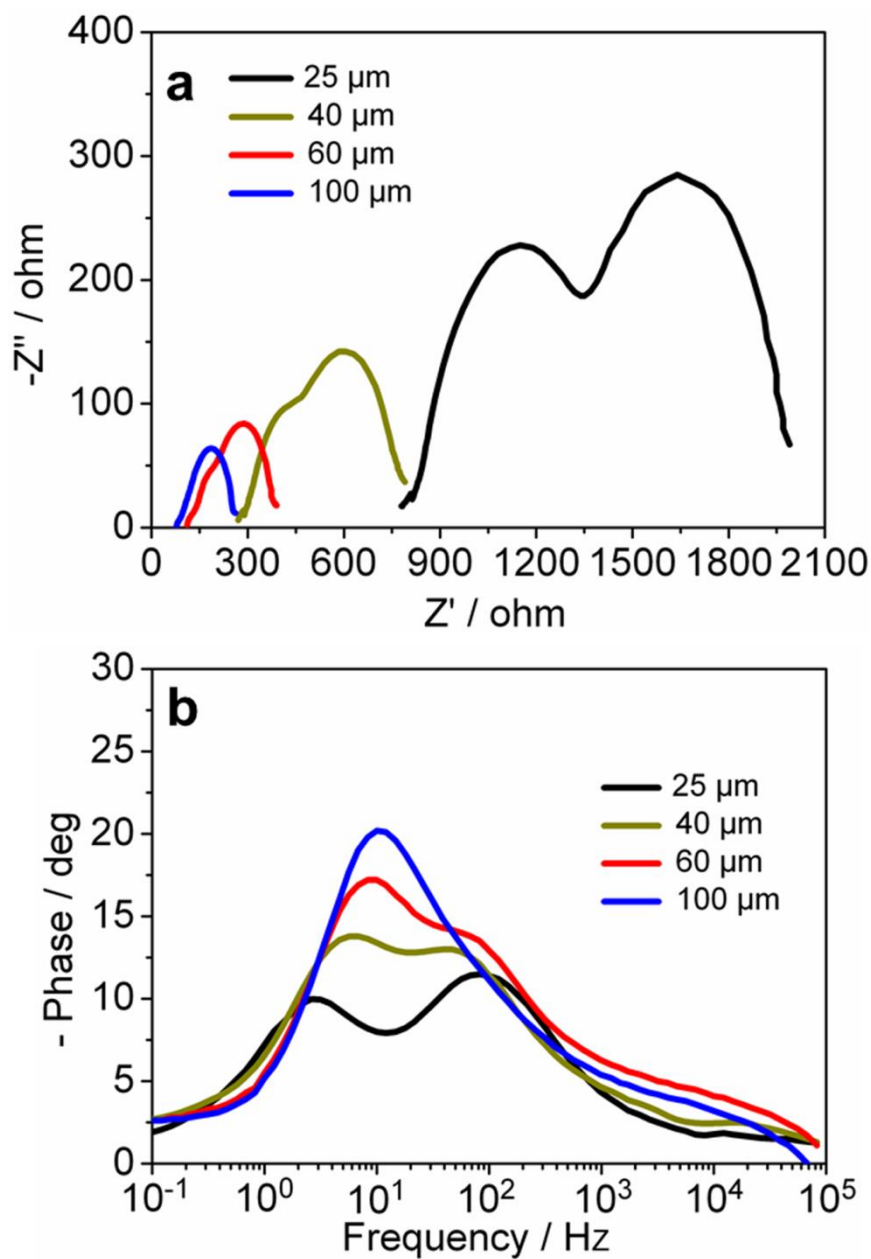 400
300
200
100
0
-Z" / ohm
a
25 µm
40 µm
60 µm
100 µm
0 300 600 900 1200 1500 1800 2100
Z' / ohm
30
25
20
15
10
5
0
- Phase / deg
b
25 µm
40 µm
60 µm
100 µm
10-1 100 101 102 103 104 105
Frequency / Hz